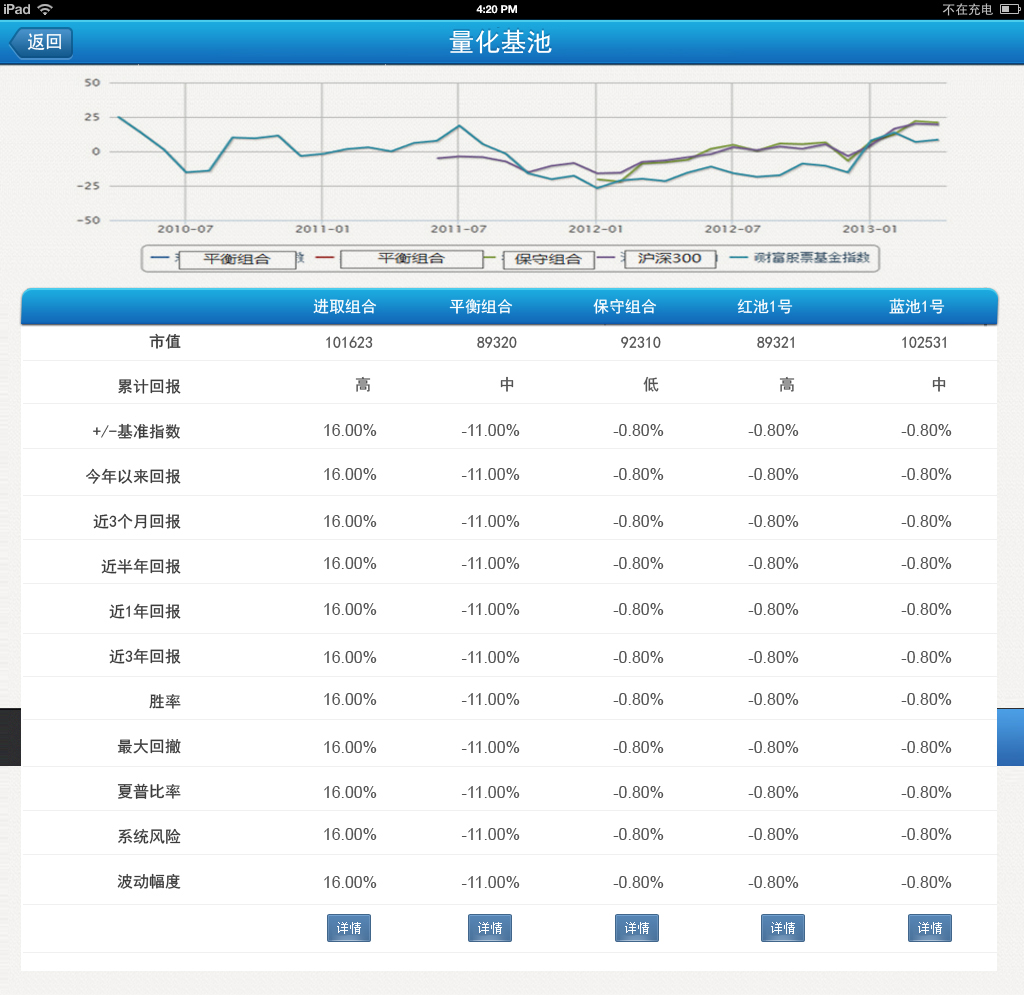 iPad 4:20 PM 不在充电
返回 量化基池
50
25
0
-25
-50
2010-07 2011-01 2011-07 2012-01 2012-07 2013-01
平衡组合 数 平衡组合 保守组合 沪深300 财富股票基金指数
进取组合 平衡组合 保守组合 红池1号 蓝池1号
市值 101623 89320 92310 89321 102531
累计回报 高 中 低 高 中
+/-基准指数 16.00% -11.00% -0.80% -0.80% -0.80%
今年以来回报 16.00% -11.00% -0.80% -0.80% -0.80%
近3个月回报 16.00% -11.00% -0.80% -0.80% -0.80%
近半年回报 16.00% -11.00% -0.80% -0.80% -0.80%
近1年回报 16.00% -11.00% -0.80% -0.80% -0.80%
近3年回报 16.00% -11.00% -0.80% -0.80% -0.80%
胜率 16.00% -11.00% -0.80% -0.80% -0.80%
最大回撤 16.00% -11.00% -0.80% -0.80% -0.80%
夏普比率 16.00% -11.00% -0.80% -0.80% -0.80%
系统风险 16.00% -11.00% -0.80% -0.80% -0.80%
波动幅度 16.00% -11.00% -0.80% -0.80% -0.80%
详情 详情 详情 详情 详情